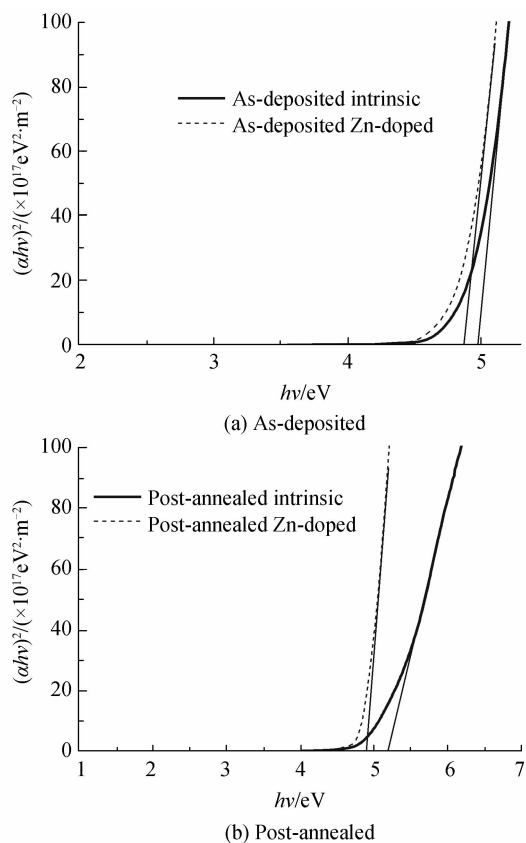 100
80
60
40
20
0
(αhν)²/(×10¹⁷eV²·m⁻²)
As-deposited intrinsic
As-deposited Zn-doped
2 3 4 5
hν/eV
(a) As-deposited
100
80
60
40
20
0
(αhν)²/(×10¹⁷eV²·m⁻²)
Post-annealed intrinsic
Post-annealed Zn-doped
1 2 3 4 5 6 7
hν/eV
(b) Post-annealed